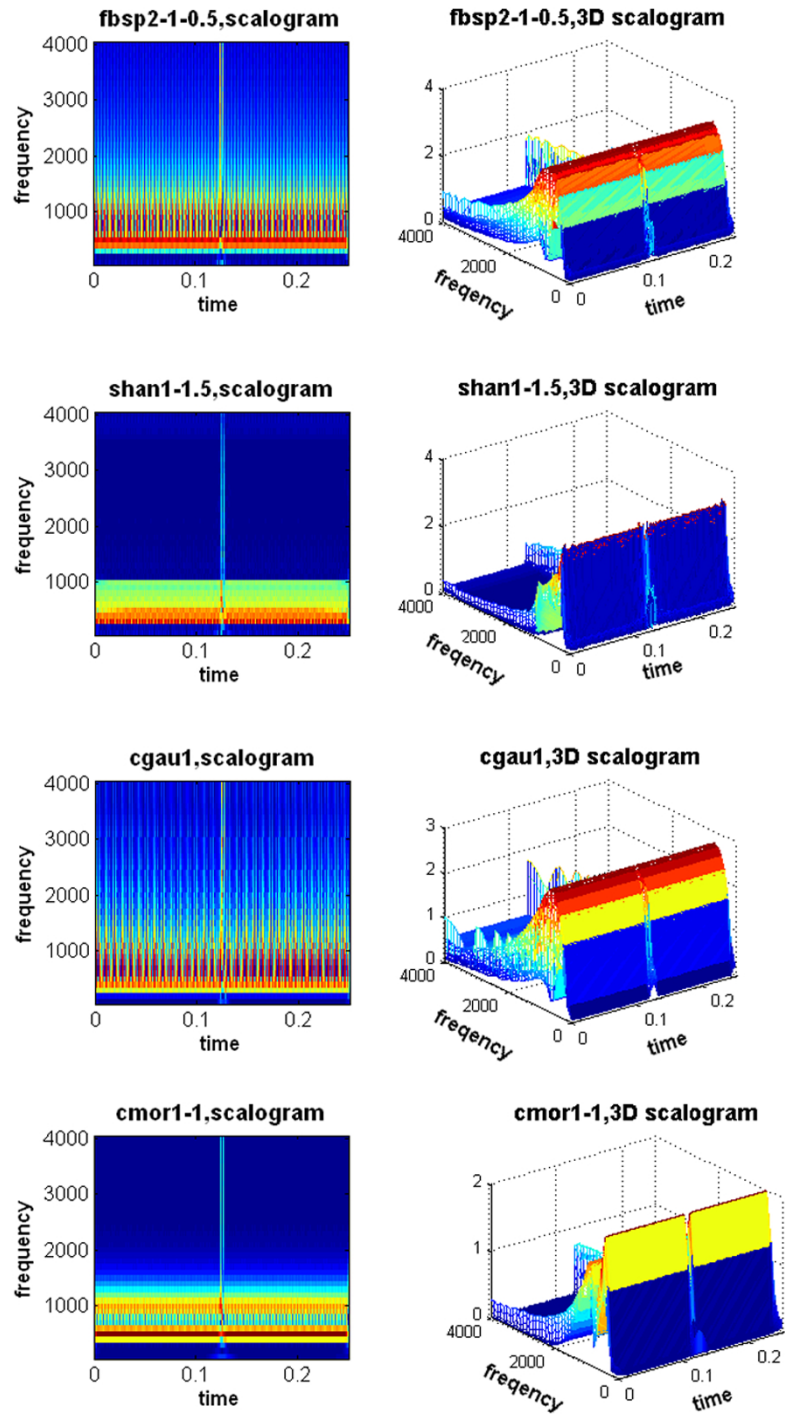 fbsp2-1-0.5,scalogram
4000
3000
2000
1000
frequency
0
0.1
0.2
time
fbsp2-1-0.5,3D scalogram
4
2
0
4000
2000
0
freqency
0
0.1
0.2
time
shan1-1.5,scalogram
4000
3000
2000
1000
frequency
0
0.1
0.2
time
shan1-1.5,3D scalogram
4
2
0
4000
2000
0
freqency
0
0.1
0.2
time
cgau1,scalogram
4000
3000
2000
1000
frequency
0
0.1
0.2
time
cgau1,3D scalogram
3
2
1
0
4000
2000
0
freqency
0
0.1
0.2
time
cmor1-1,scalogram
4000
3000
2000
1000
frequency
0
0.1
0.2
time
cmor1-1,3D scalogram
2
1
0
4000
2000
0
freqency
0
0.1
0.2
time